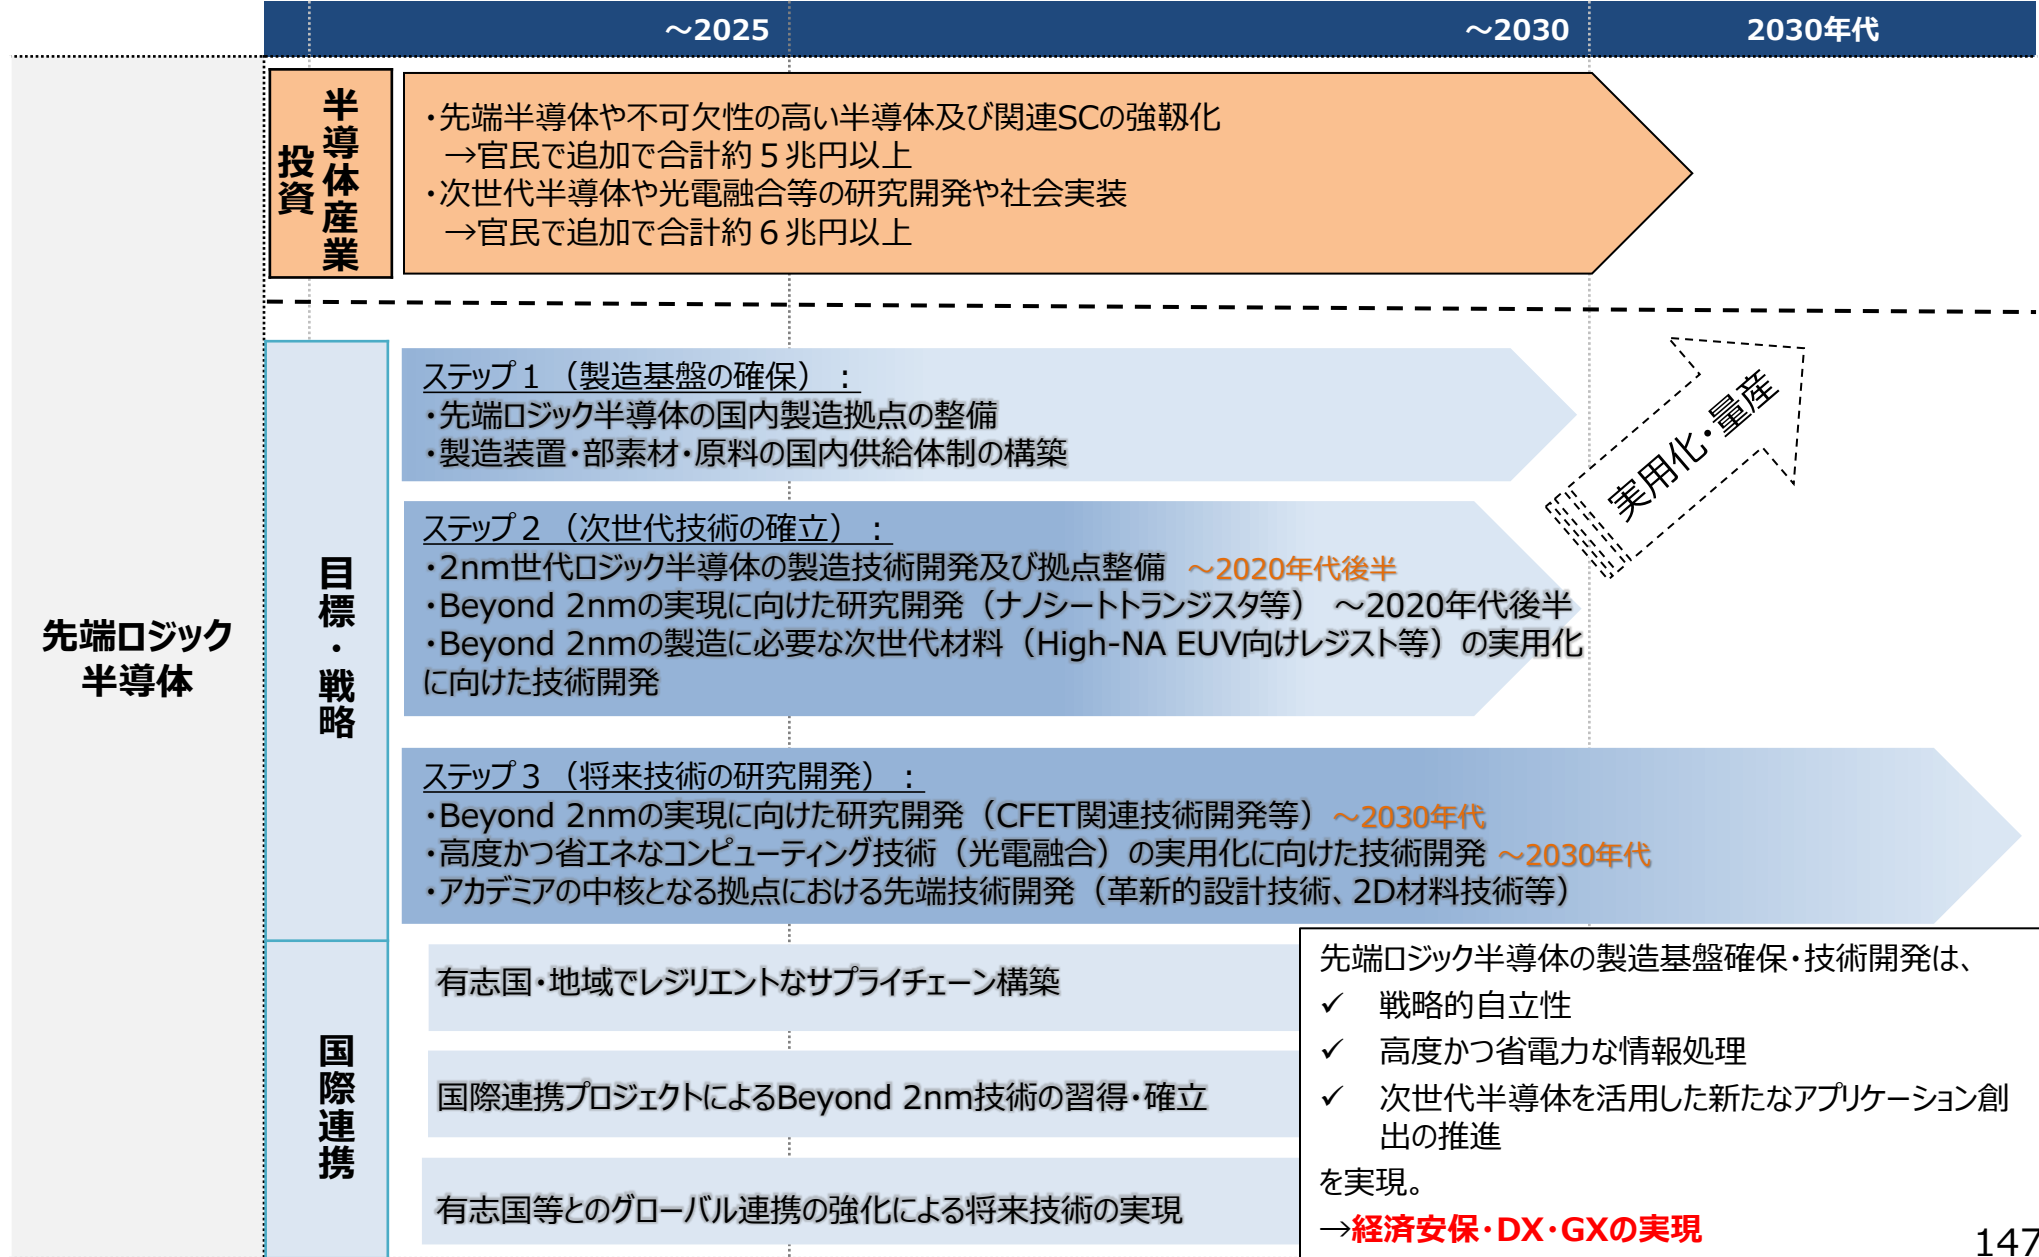 ～2025
～2030
2030年代
先端ロジック
半導体
半導体産業
投資
・先端半導体や不可欠性の高い半導体及び関連SCの強靱化
→官民で追加で合計約５兆円以上
・次世代半導体や光電融合等の研究開発や社会実装
→官民で追加で合計約６兆円以上
目標・戦略
ステップ１（製造基盤の確保）：
・先端ロジック半導体の国内製造拠点の整備
・製造装置・部素材・原料の国内供給体制の構築
ステップ２（次世代技術の確立）：
・2nm世代ロジック半導体の製造技術開発及び拠点整備 ～2020年代後半
・Beyond 2nmの実現に向けた研究開発（ナノシートトランジスタ等） ～2020年代後半
・Beyond 2nmの製造に必要な次世代材料（High-NA EUV向けレジスト等）の実用化
に向けた技術開発
実用化・量産
ステップ３（将来技術の研究開発）：
・Beyond 2nmの実現に向けた研究開発（CFET関連技術開発等） ～2030年代
・高度かつ省エネなコンピューティング技術（光電融合）の実用化に向けた技術開発 ～2030年代
・アカデミアの中核となる拠点における先端技術開発（革新的設計技術、2D材料技術等）
国際連携
有志国・地域でレジリエントなサプライチェーン構築
国際連携プロジェクトによるBeyond 2nm技術の習得・確立
有志国等とのグローバル連携の強化による将来技術の実現
先端ロジック半導体の製造基盤確保・技術開発は、
✓ 戦略的自立性
✓ 高度かつ省電力な情報処理
✓ 次世代半導体を活用した新たなアプリケーション創
出の推進
を実現。
→経済安保・DX・GXの実現
147